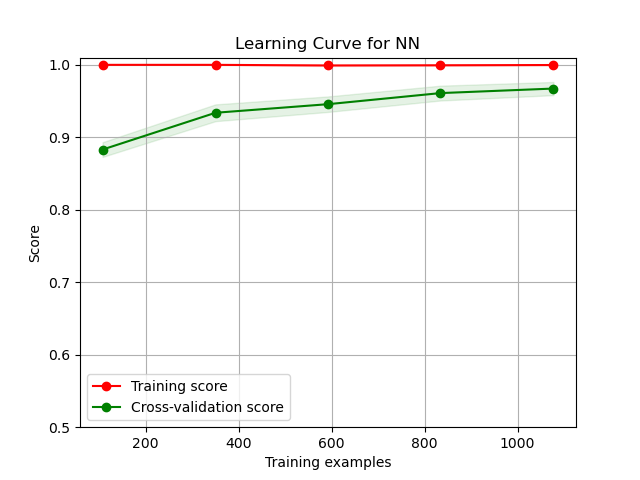 Learning Curve for NN
1.0
0.9
0.8
0.7
0.6
0.5
Score
Training score
Cross-validation score
200 400 600 800 1000
Training examples